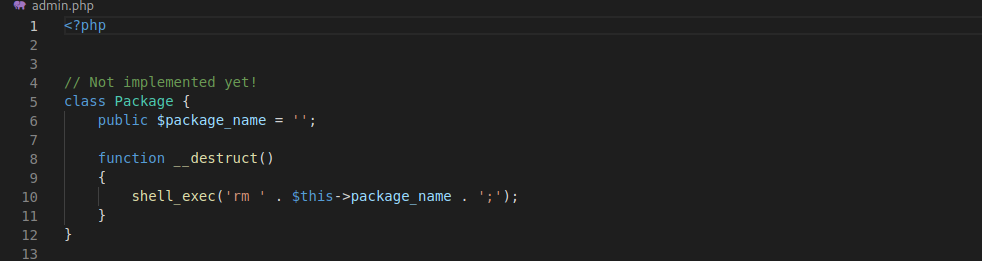 admin.php
1 <?php
2
3
4 // Not implemented yet!
5 class Package {
6     public $package_name = '';
7
8     function __destruct()
9     {
10         shell_exec('rm ' . $this->package_name . ';');
11     }
12 }
13